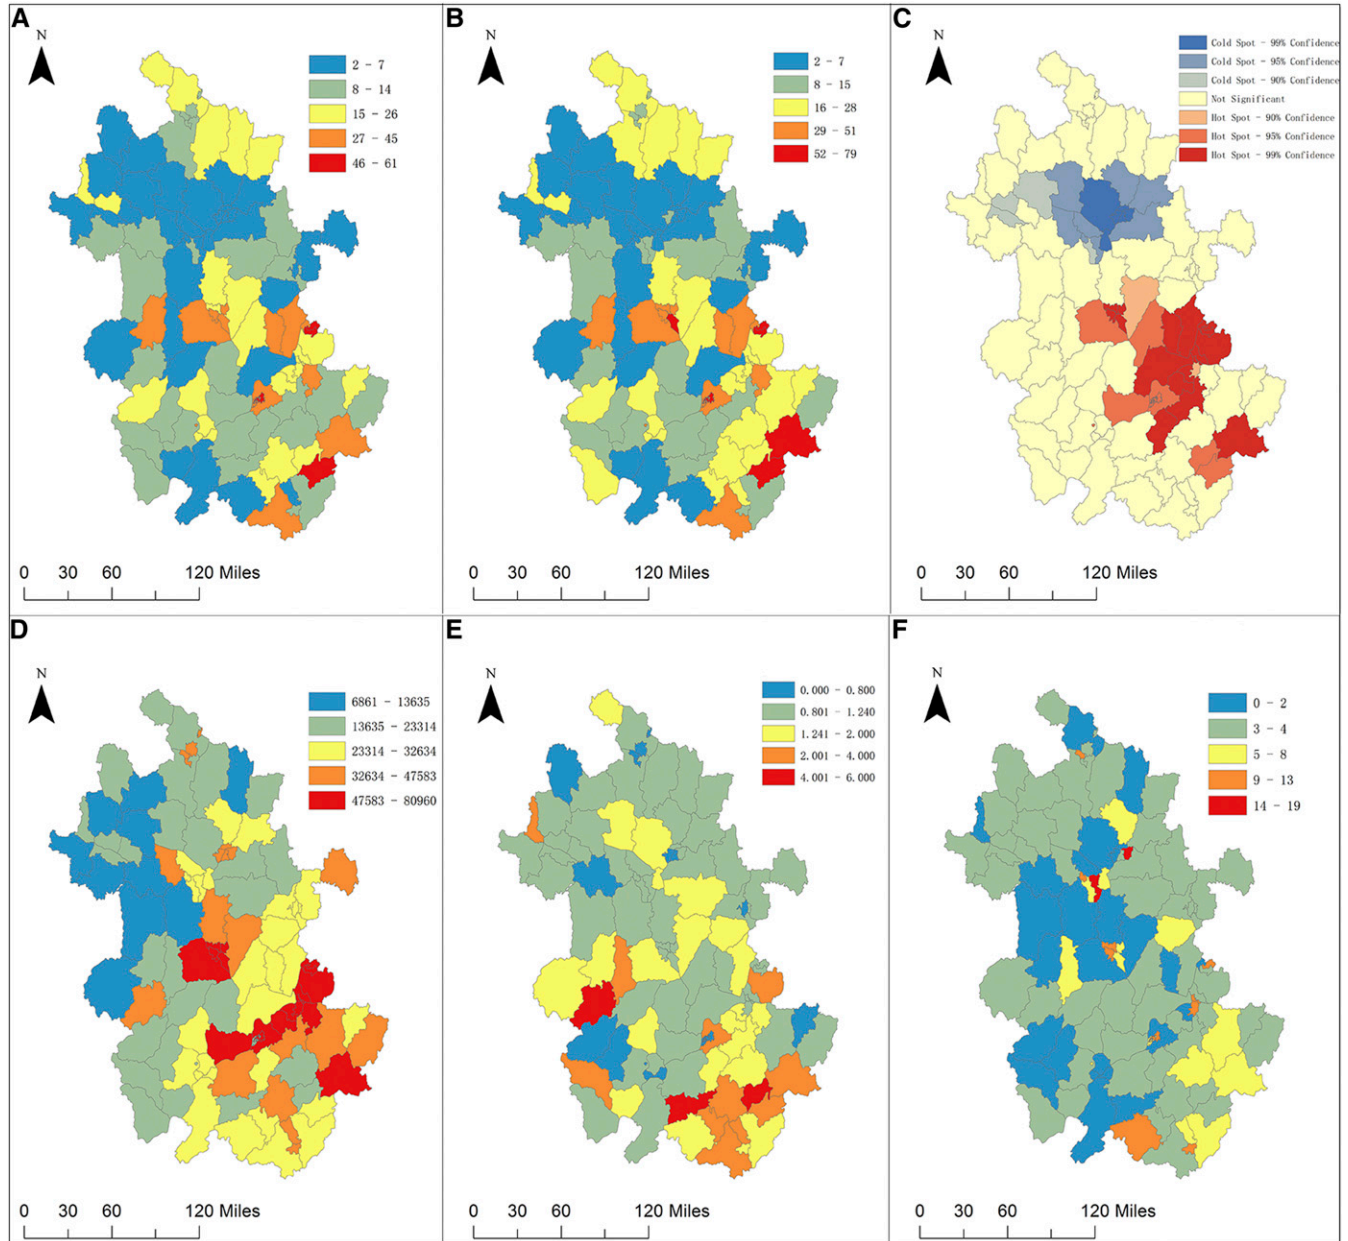 A
N
2 - 7
8 - 14
15 - 26
27 - 45
46 - 61
0 30 60 120 Miles
B
N
2 - 7
8 - 15
16 - 28
29 - 51
52 - 79
0 30 60 120 Miles
C
N
Cold Spot - 99% Confidence
Cold Spot - 95% Confidence
Cold Spot - 90% Confidence
Not Significant
Hot Spot - 90% Confidence
Hot Spot - 95% Confidence
Hot Spot - 99% Confidence
0 30 60 120 Miles
D
N
6861 - 13635
13635 - 23314
23314 - 32634
32634 - 47583
47583 - 80960
0 30 60 120 Miles
E
N
0.000 - 0.800
0.801 - 1.240
1.241 - 2.000
2.001 - 4.000
4.001 - 6.000
0 30 60 120 Miles
F
N
0 - 2
3 - 4
5 - 8
9 - 13
14 - 19
0 30 60 120 Miles